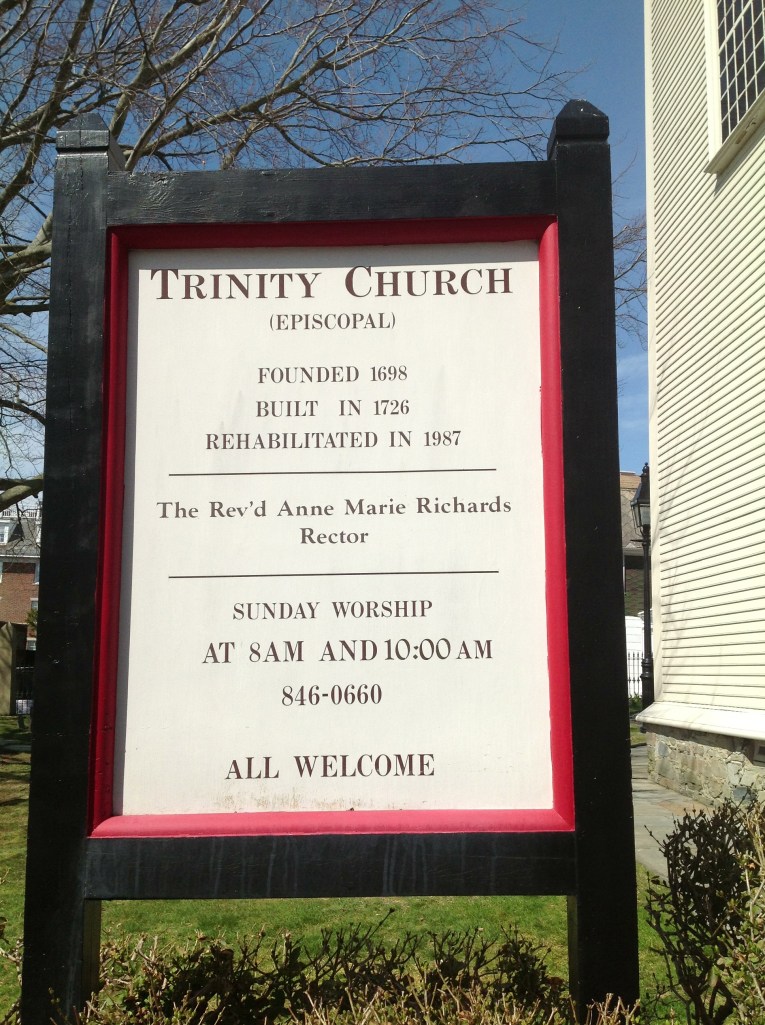 TRINITY CHURCH
(EPISCOPAL)
FOUNDED 1698
BUILT IN 1726
REHABILITATED IN 1987
The Rev'd Anne Marie Richards
Rector
SUNDAY WORSHIP
AT 8AM AND 10:00 AM
846-0660
ALL WELCOME